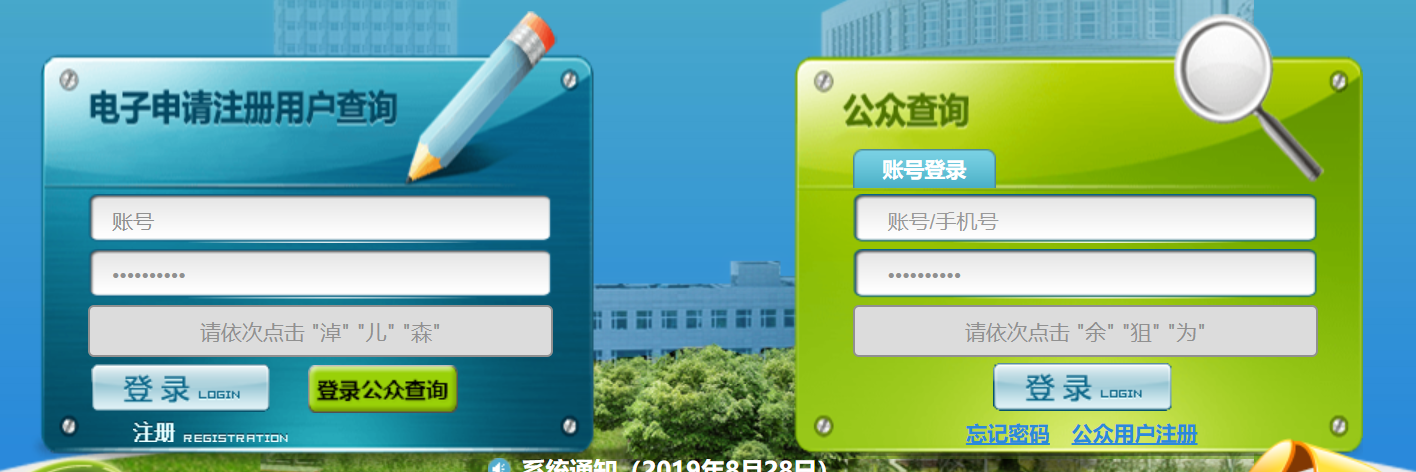 电子申请注册用户查询
账号
••••••••••
请依次点击 "淖" "儿" "森"
登 录 LOGIN
登录公众查询
注册 REGISTRATION
公众查询
账号登录
账号/手机号
••••••••••
请依次点击 "余" "狙" "为"
登 录 LOGIN
忘记密码 公众用户注册
系统通知（2019年8月28日）